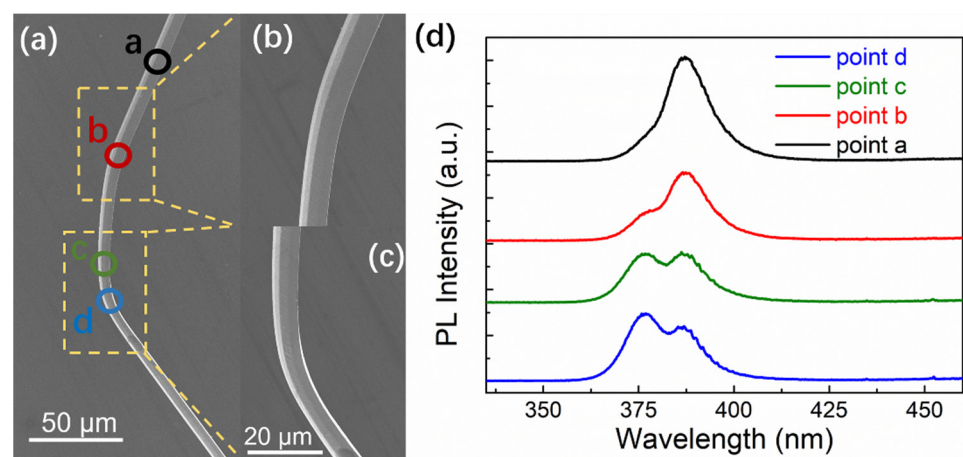 (a)
a
b
c
d
50 μm
(b)
(c)
20 μm
(d)
point d
point c
point b
point a
PL Intensity (a.u.)
350 375 400 425 450
Wavelength (nm)